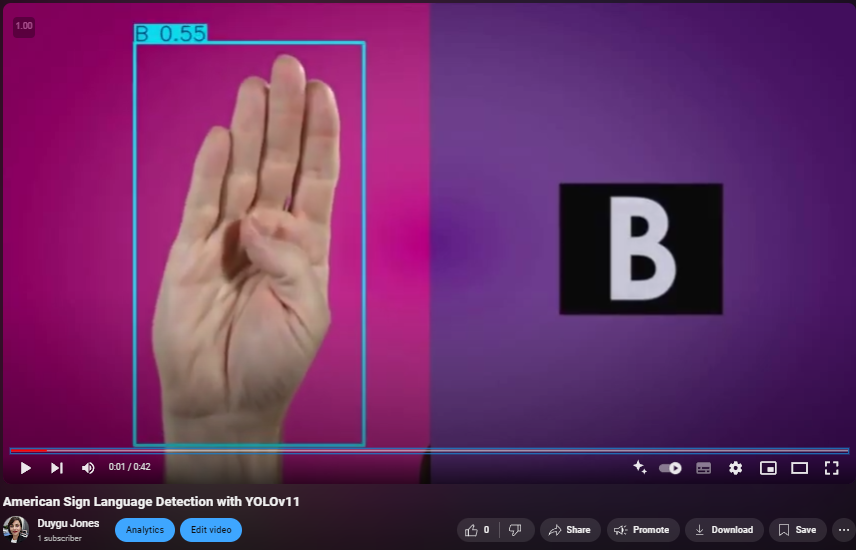 1.00
B 0.55
B
0:01 / 0:42
American Sign Language Detection with YOLOv11
Duygu Jones
1 subscriber
Analytics
Edit video
0
Share
Promote
Download
Save